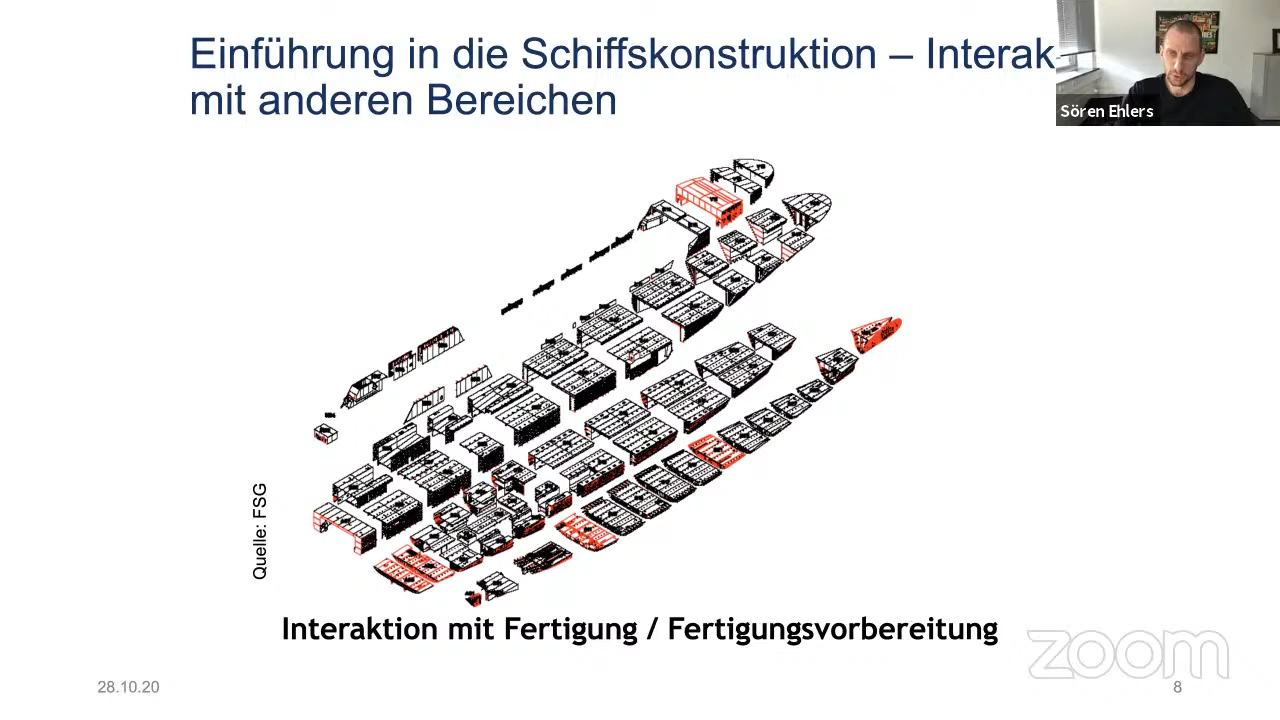 Einführung in die Schiffskonstruktion – Interak
mit anderen Bereichen
Sören Ehlers
Quelle: FSG
Interaktion mit Fertigung / Fertigungsvorbereitung
zoom
28.10.20
8